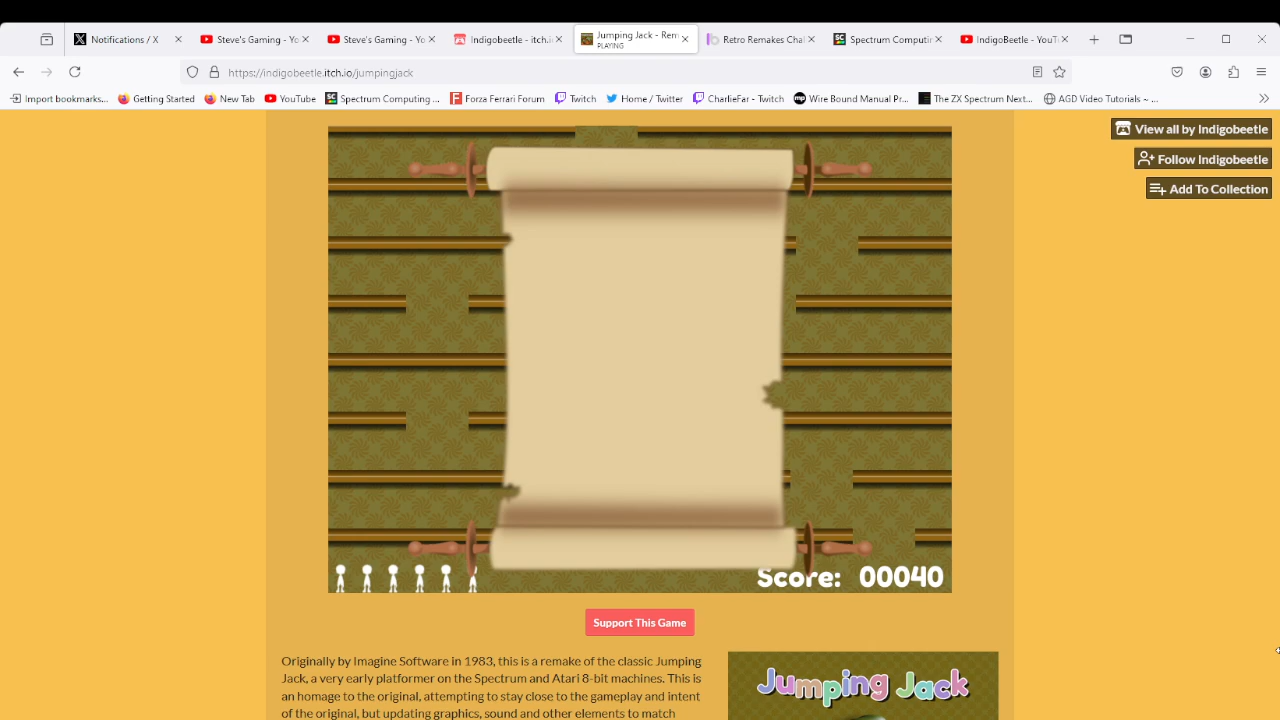 Notifications / X
Steve's Gaming - Yo
Steve's Gaming - Yo
Indigobeetle - itch.i
Jumping Jack - Rem
PLAYING
Retro Remakes Chal
Spectrum Computin
IndigoBeetle - YouT
https://indigobeetle.itch.io/jumpingjack
Import bookmarks...
Getting Started
New Tab
YouTube
Spectrum Computing ...
Forza Ferrari Forum
Twitch
Home / Twitter
CharlieFar - Twitch
Wire Bound Manual Pr...
The ZX Spectrum Next...
AGD Video Tutorials ~ ...
View all by Indigobeetle
Follow Indigobeetle
Add To Collection
Score: 00040
Support This Game
Originally by Imagine Software in 1983, this is a remake of the classic Jumping
Jack, a very early platformer on the Spectrum and Atari 8-bit machines. This is
an homage to the original, attempting to stay close to the gameplay and intent
of the original, but updating graphics, sound and other elements to match
Jumping Jack